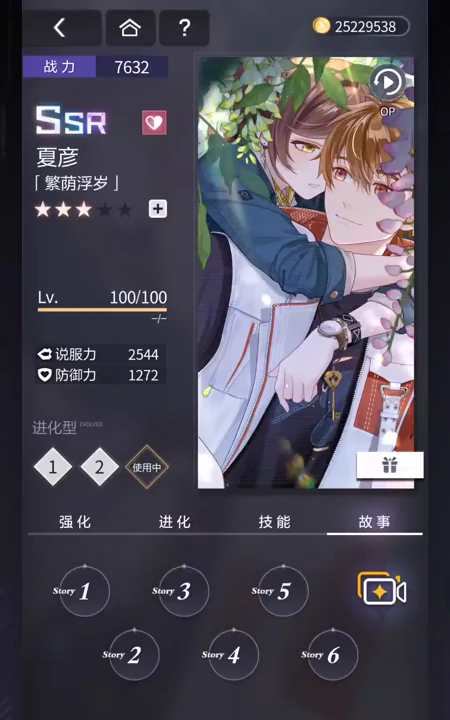 ?
25229538
战力 7632
OP
SSR
夏彦
「繁荫浮岁」
Lv. 100/100
--/--
说服力 2544
防御力 1272
进化型 EVOLVED
1 2 使用中
强化 进化 技能 故事
Story 1 Story 3 Story 5
Story 2 Story 4 Story 6